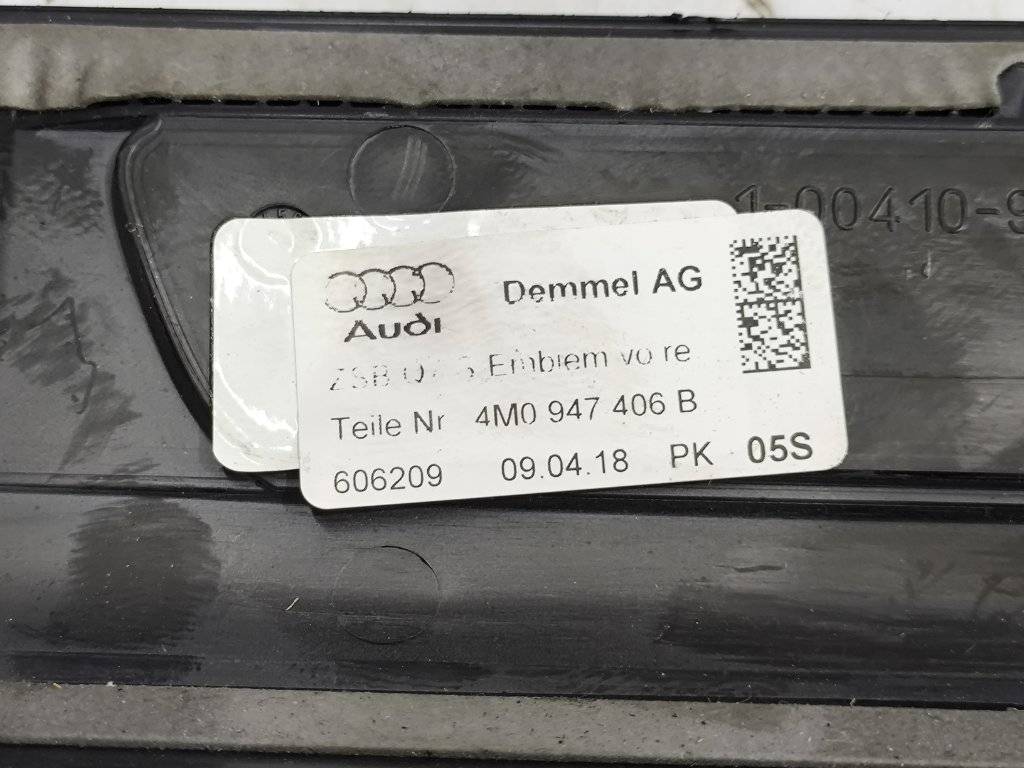 1-00410-9
Demmel AG
Audi
ZSB Emblem vo re
Teile Nr 4M0 947 406 B
606209 09.04.18 PK 05S